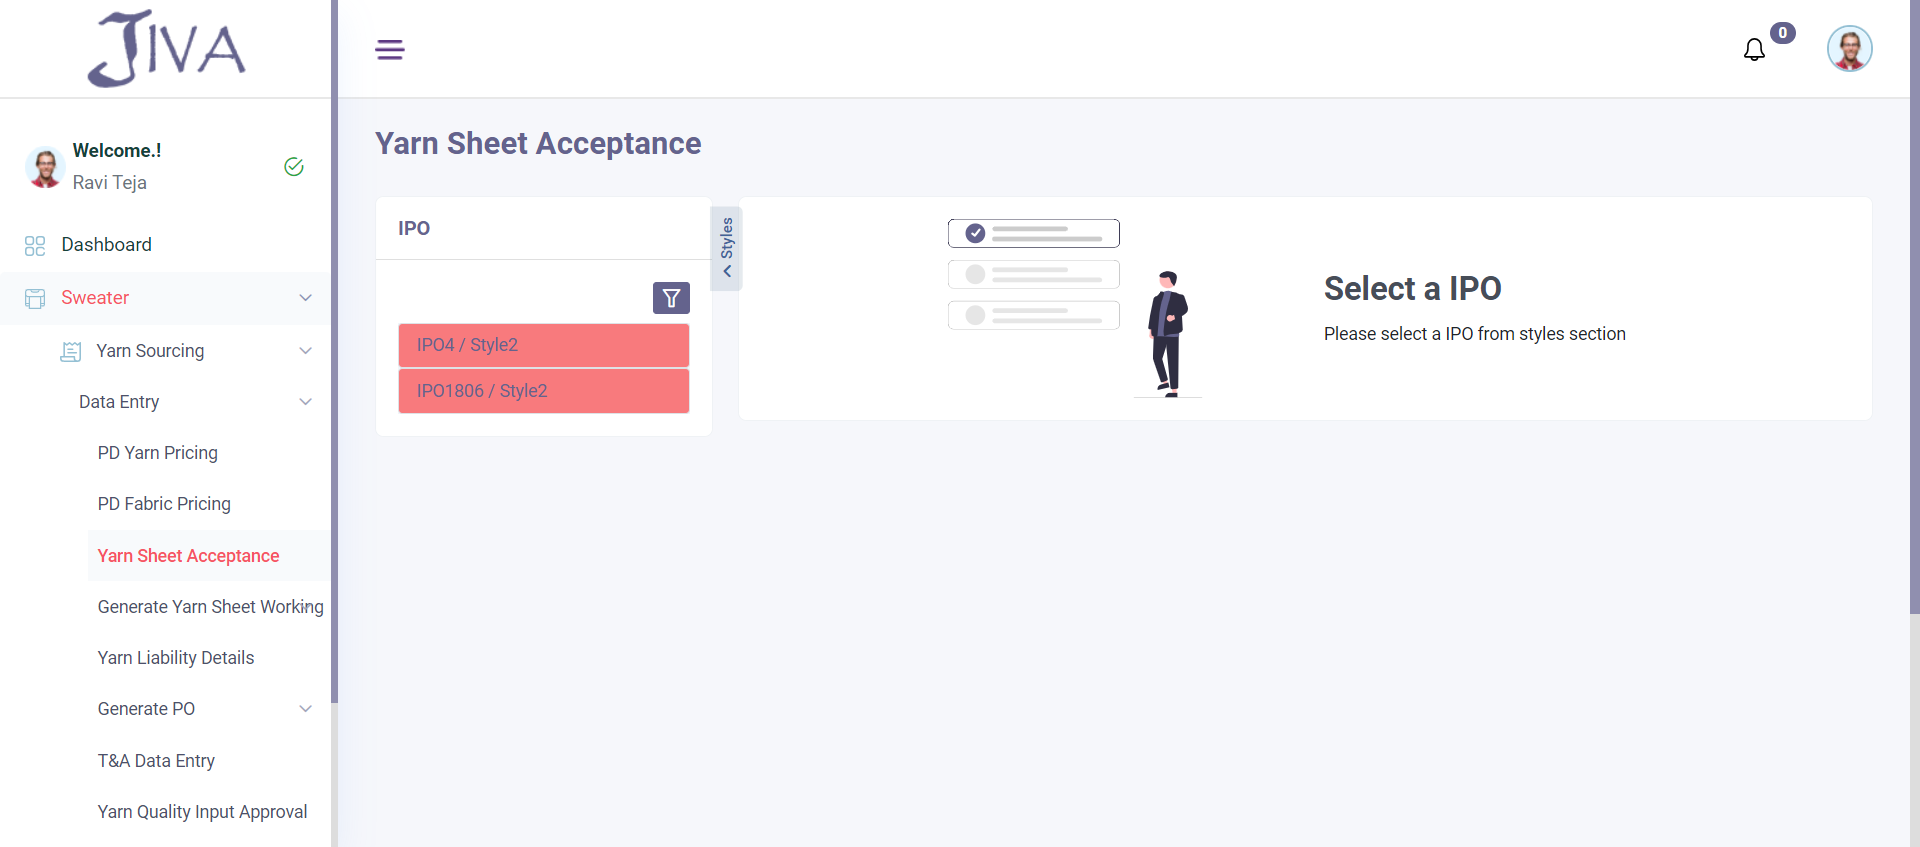 JIVA
0
Welcome.!
Ravi Teja
Dashboard
Sweater
Yarn Sourcing
Data Entry
PD Yarn Pricing
PD Fabric Pricing
Yarn Sheet Acceptance
Generate Yarn Sheet Working
Yarn Liability Details
Generate PO
T&A Data Entry
Yarn Quality Input Approval
Yarn Sheet Acceptance
IPO
Styles
IPO4 / Style2
IPO1806 / Style2
Select a IPO
Please select a IPO from styles section